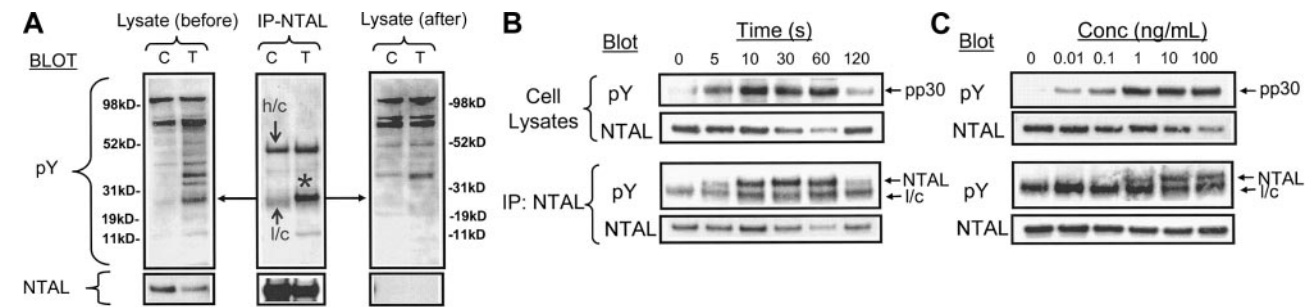 A
Lysate (before) IP-NTAL Lysate (after)
BLOT
C T C T C T
98kD-
52kD-
31kD-
19kD-
11kD-
pY
h/c
*
l/c
-98kD
-52kD
-31kD
-19kD
-11kD
NTAL
B
Blot Time (s)
0 5 10 30 60 120
Cell Lysates
pY pp30
NTAL
IP: NTAL
pY NTAL
l/c
NTAL
C
Blot Conc (ng/mL)
0 0.01 0.1 1 10 100
pY pp30
NTAL
pY NTAL
l/c
NTAL